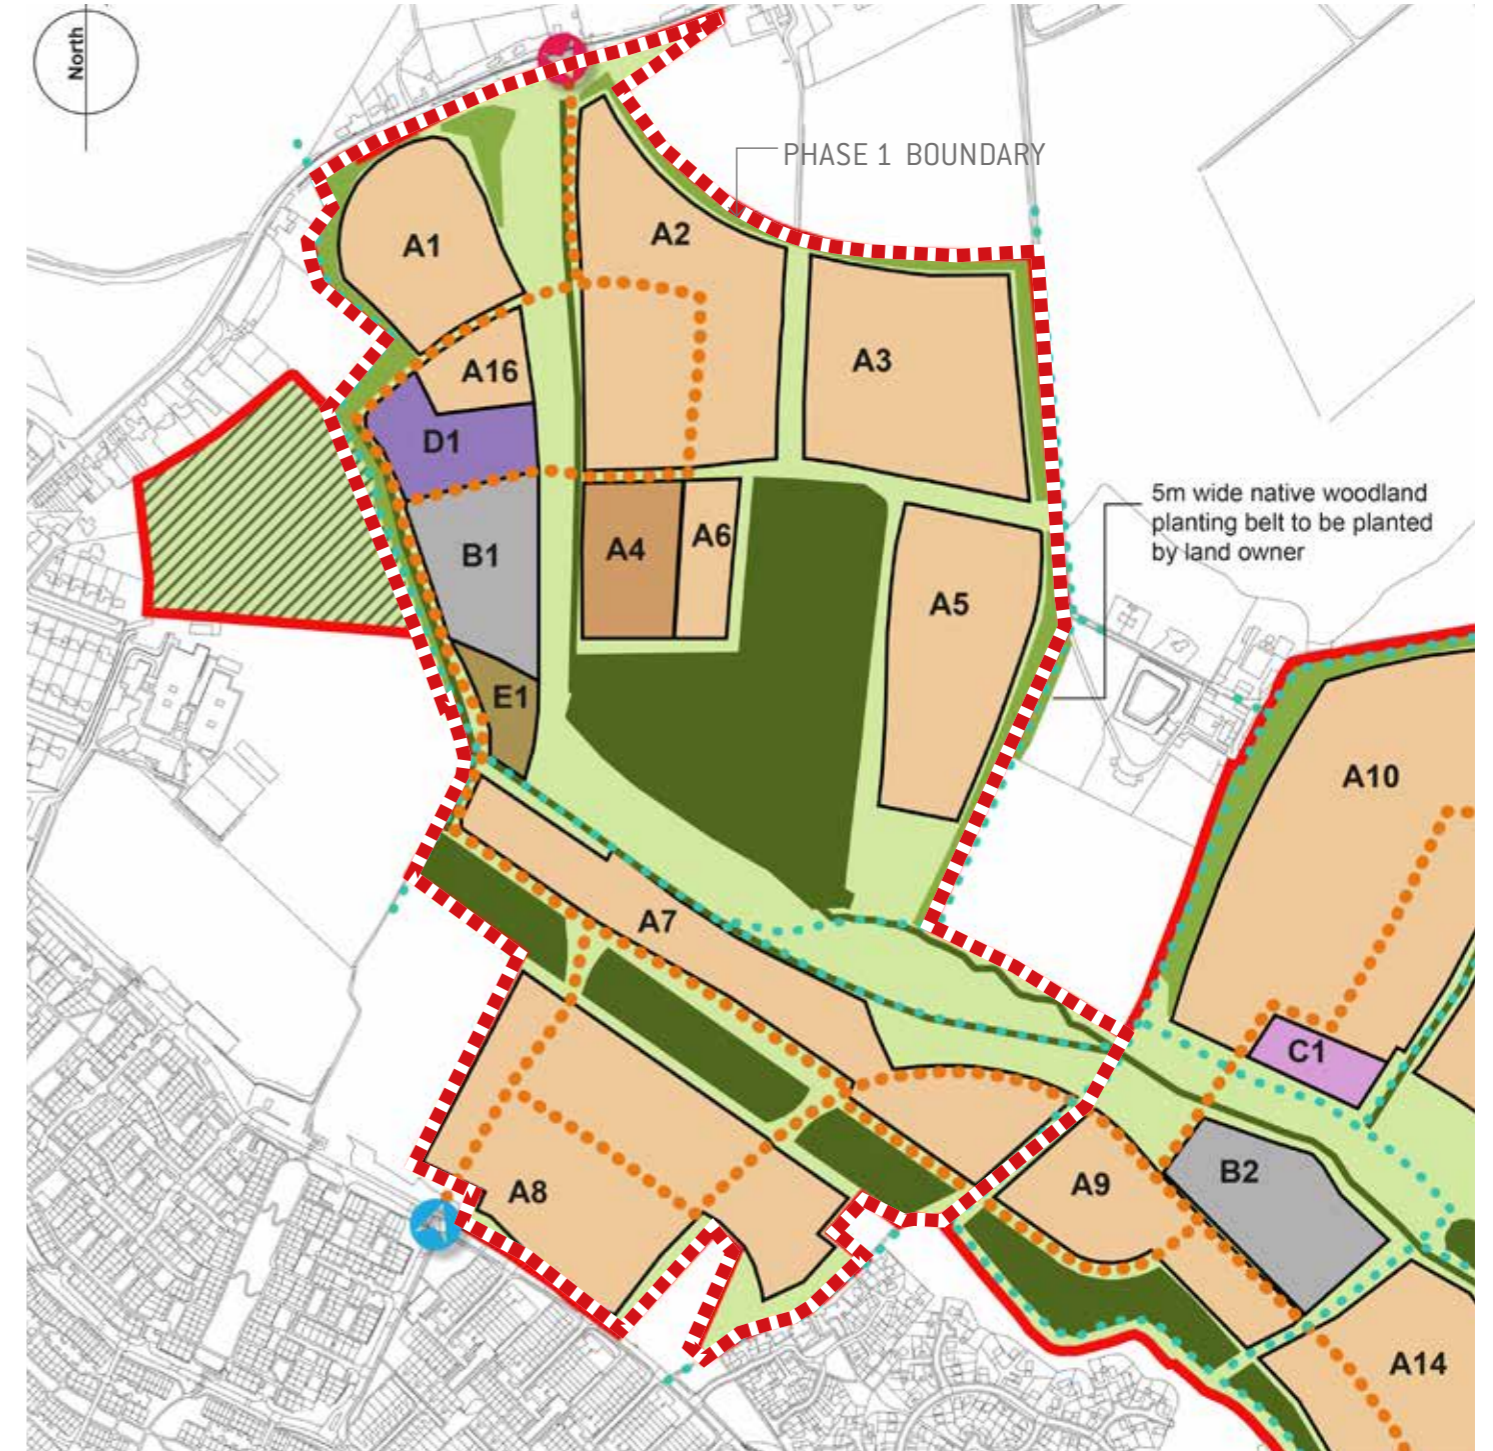 North
PHASE 1 BOUNDARY
A1
A2
A3
A16
D1
B1
A4
A6
A5
E1
5m wide native woodland
planting belt to be planted
by land owner
A10
A7
C1
A8
A9
B2
A14